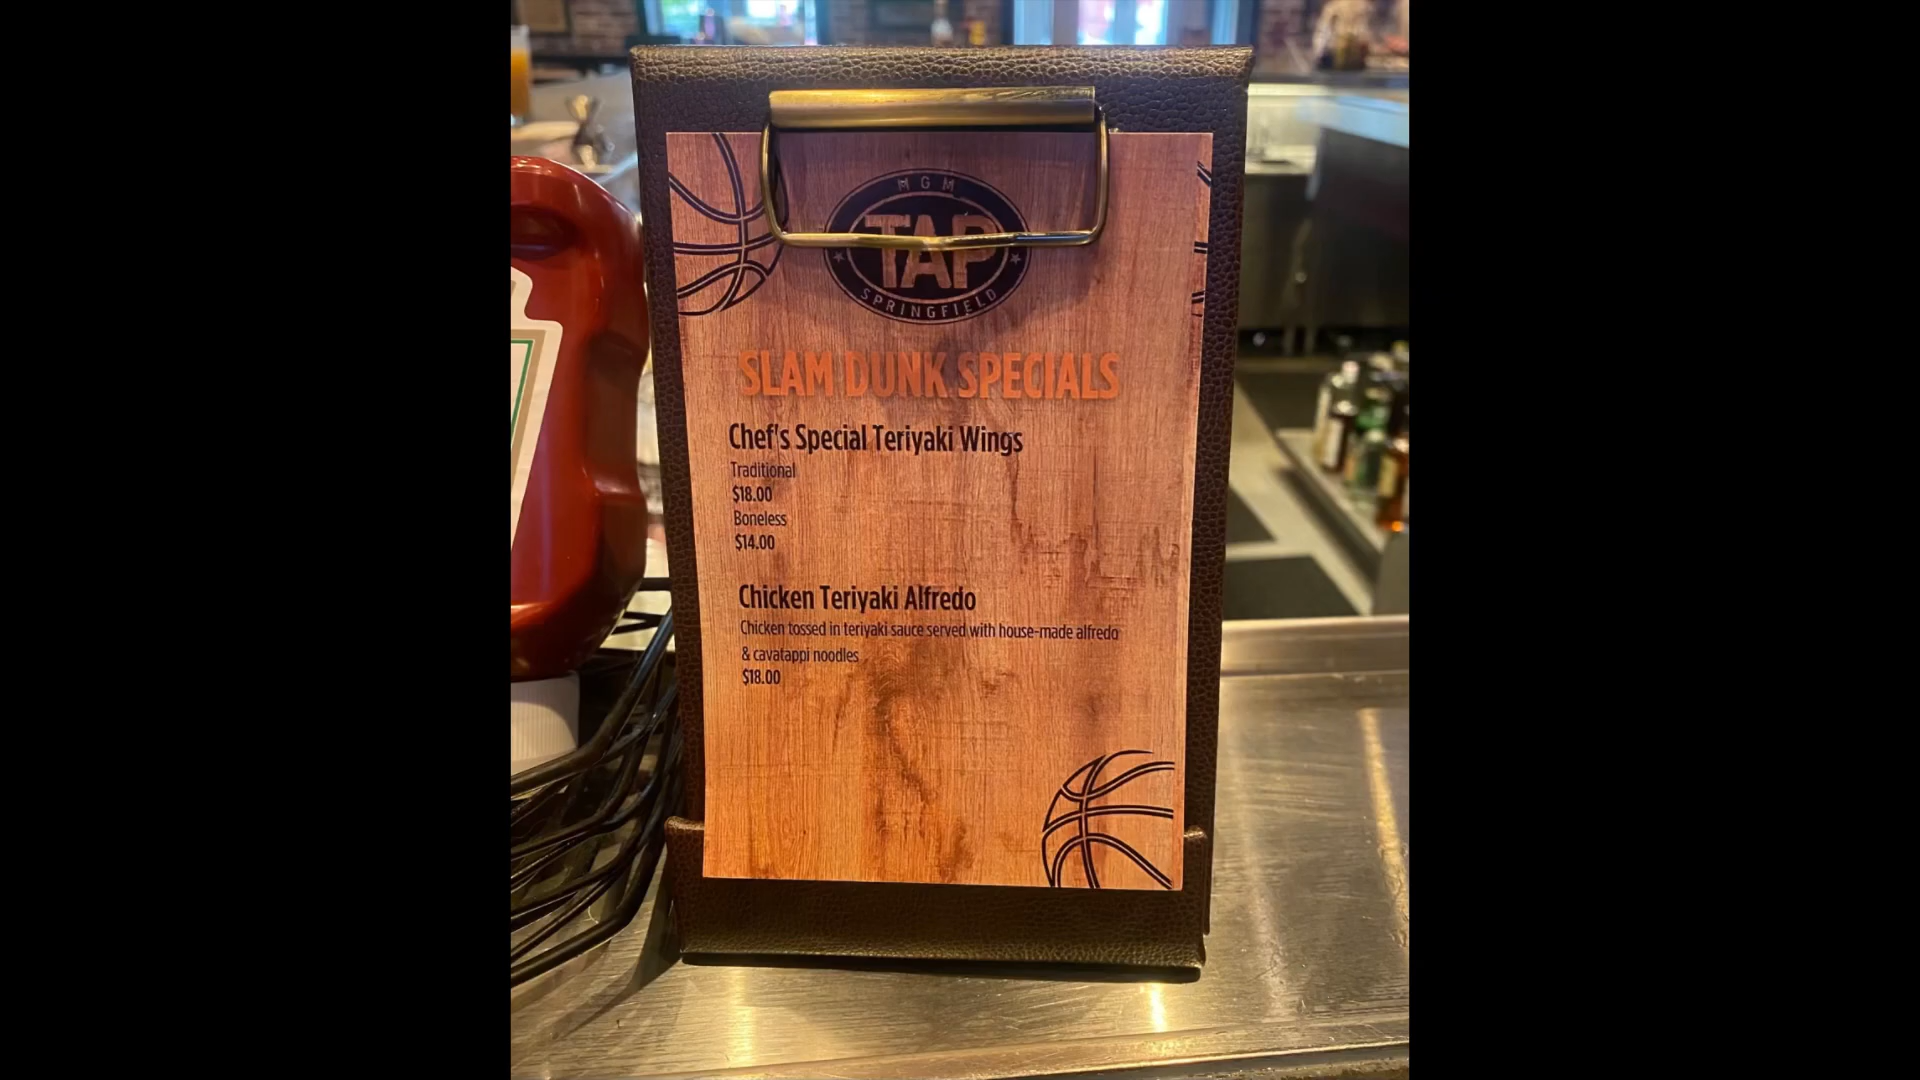 MGM
TAP
SPRINGFIELD
SLAM DUNK SPECIALS
Chef's Special Teriyaki Wings
Traditional
$18.00
Boneless
$14.00
Chicken Teriyaki Alfredo
Chicken tossed in teriyaki sauce served with house-made alfredo
& cavatappi noodles
$18.00